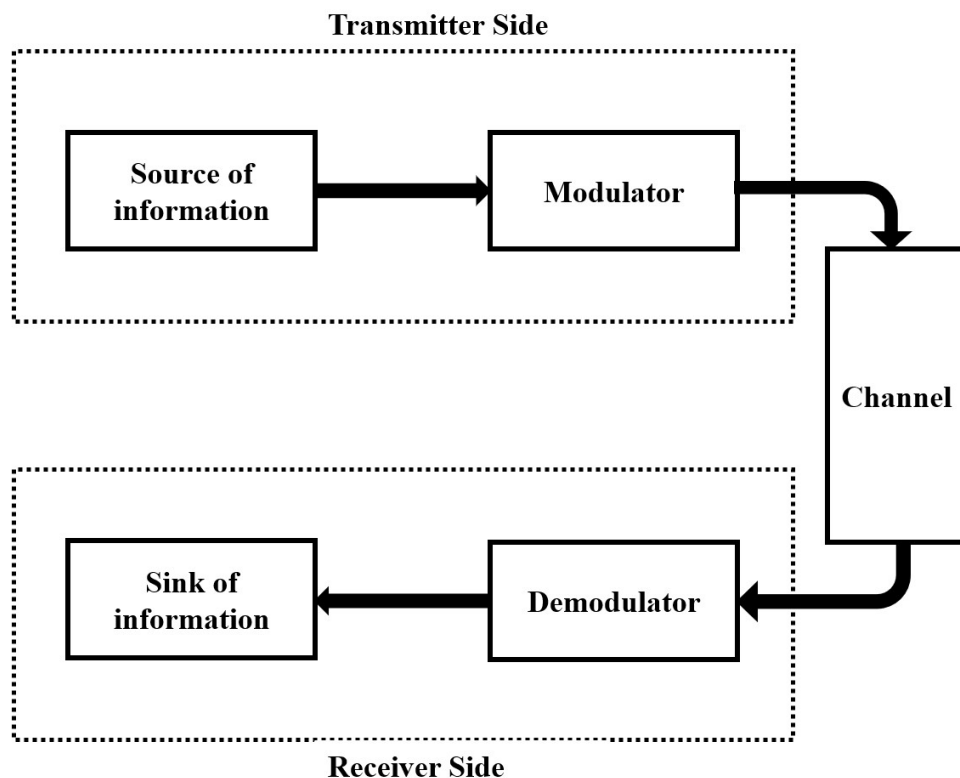 Transmitter Side
Source of
information
Modulator
Channel
Sink of
information
Demodulator
Receiver Side